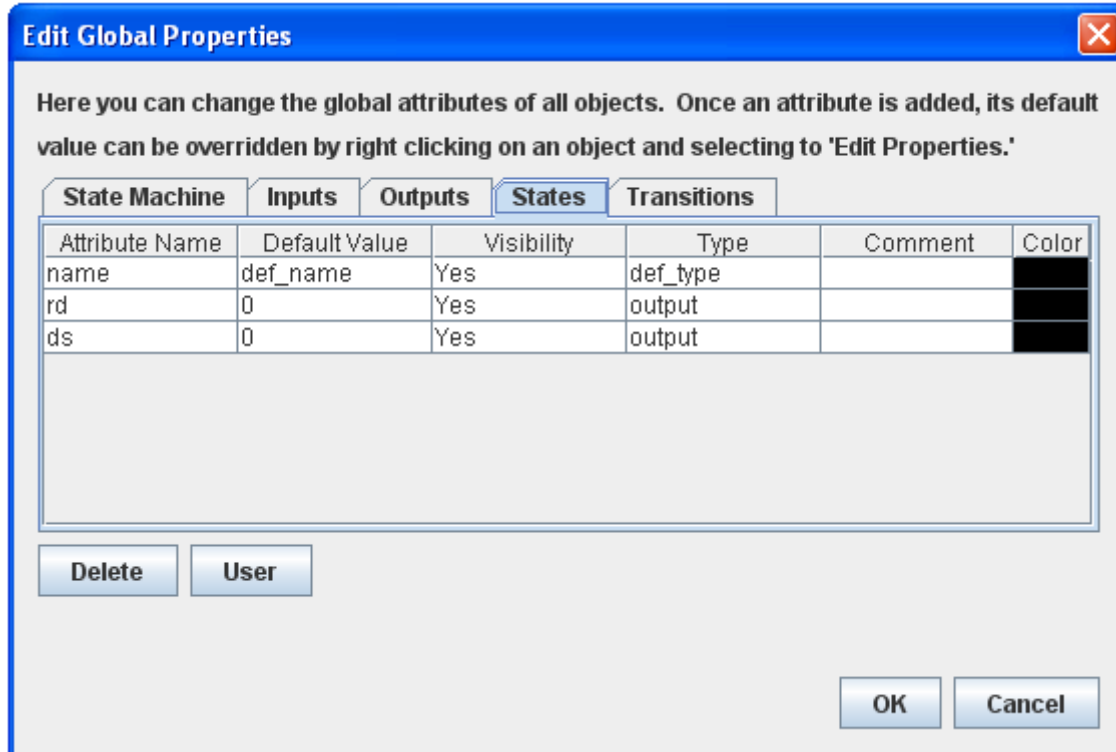 Edit Global Properties
Here you can change the global attributes of all objects.  Once an attribute is added, its default
value can be overridden by right clicking on an object and selecting to 'Edit Properties.'
State Machine Inputs Outputs States Transitions
Attribute Name Default Value Visibility Type Comment Color
name def_name Yes def_type
rd 0 Yes output
ds 0 Yes output
Delete User
OK Cancel